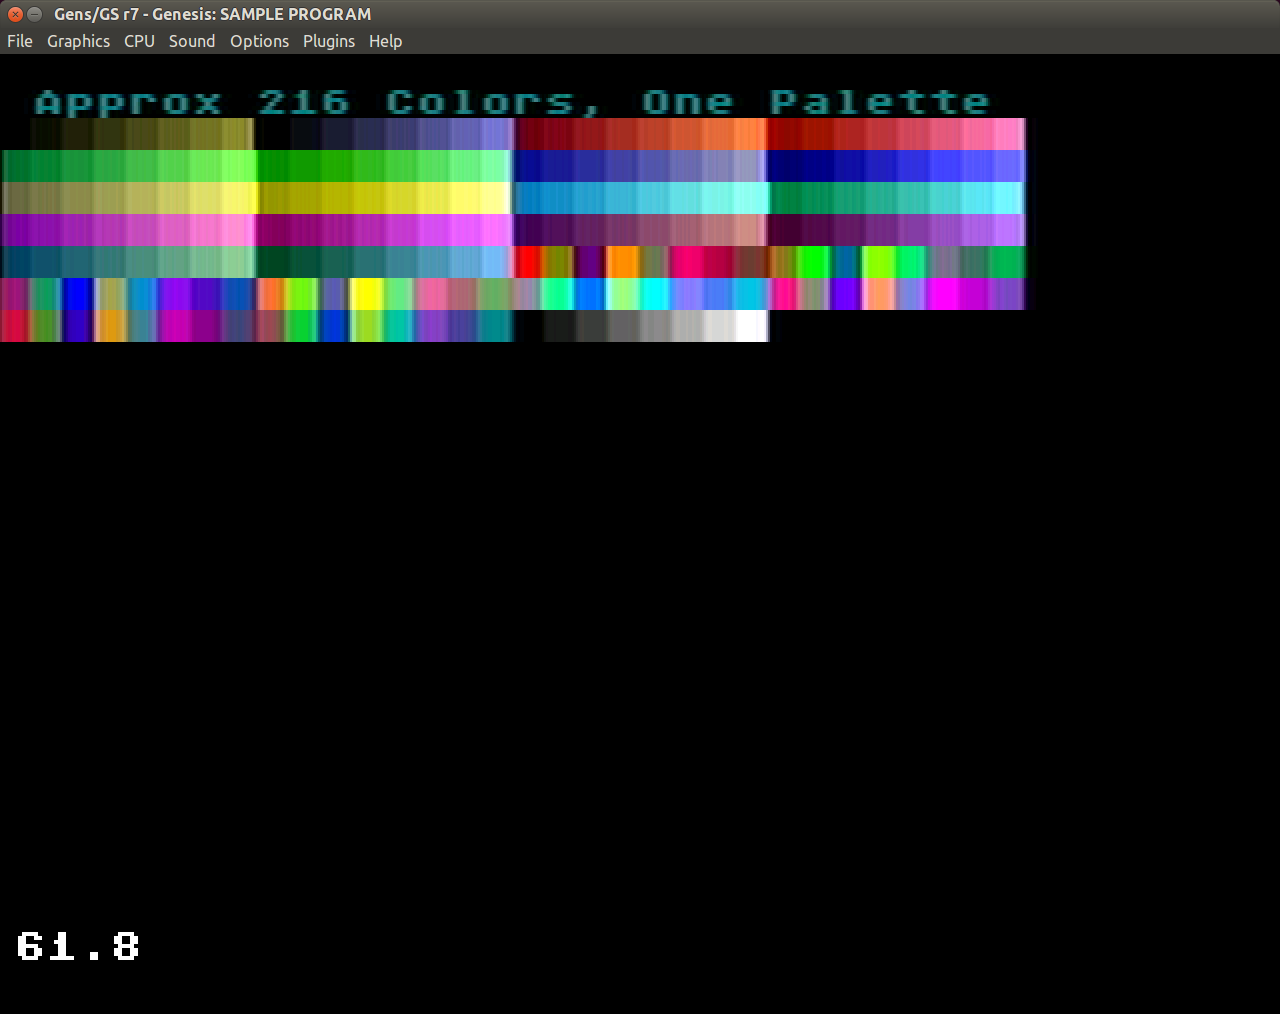 Gens/GS r7 - Genesis: SAMPLE PROGRAM
File Graphics CPU Sound Options Plugins Help
Approx 216 Colors, One Palette
61.8